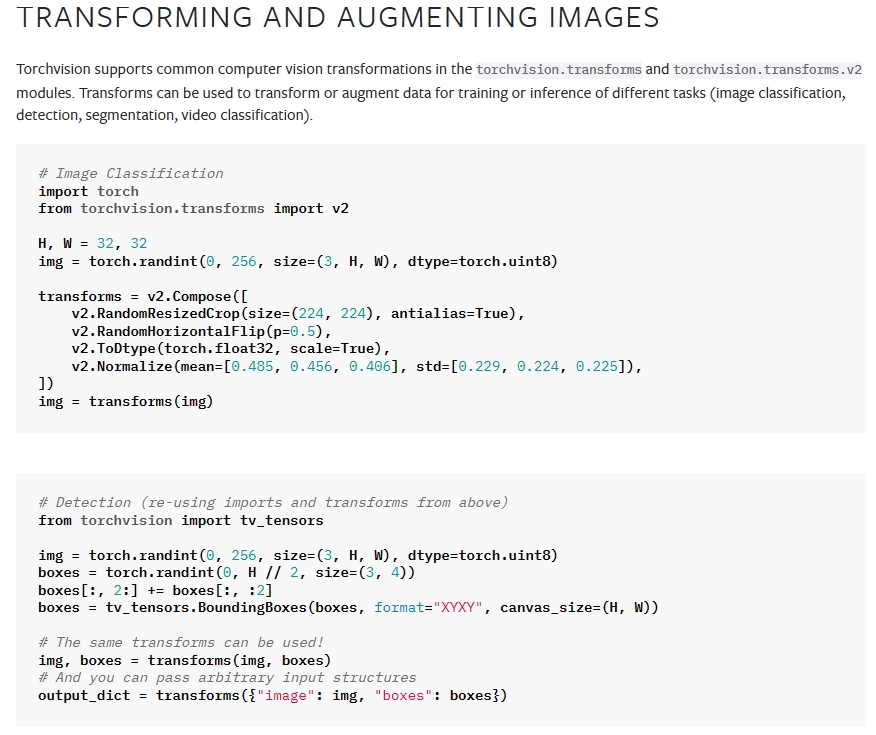 TRANSFORMING AND AUGMENTING IMAGES
Torchvision supports common computer vision transformations in the torchvision.transforms and torchvision.transforms.v2
modules. Transforms can be used to transform or augment data for training or inference of different tasks (image classification,
detection, segmentation, video classification).
# Image Classification
import torch
from torchvision.transforms import v2
H, W = 32, 32
img = torch.randint(0, 256, size=(3, H, W), dtype=torch.uint8)
transforms = v2.Compose([
    v2.RandomResizedCrop(size=(224, 224), antialias=True),
    v2.RandomHorizontalFlip(p=0.5),
    v2.ToDtype(torch.float32, scale=True),
    v2.Normalize(mean=[0.485, 0.456, 0.406], std=[0.229, 0.224, 0.225]),
])
img = transforms(img)
# Detection (re-using imports and transforms from above)
from torchvision import tv_tensors
img = torch.randint(0, 256, size=(3, H, W), dtype=torch.uint8)
boxes = torch.randint(0, H // 2, size=(3, 4))
boxes[:, 2:] += boxes[:, :2]
boxes = tv_tensors.BoundingBoxes(boxes, format="XYXY", canvas_size=(H, W))
# The same transforms can be used!
img, boxes = transforms(img, boxes)
# And you can pass arbitrary input structures
output_dict = transforms({"image": img, "boxes": boxes})